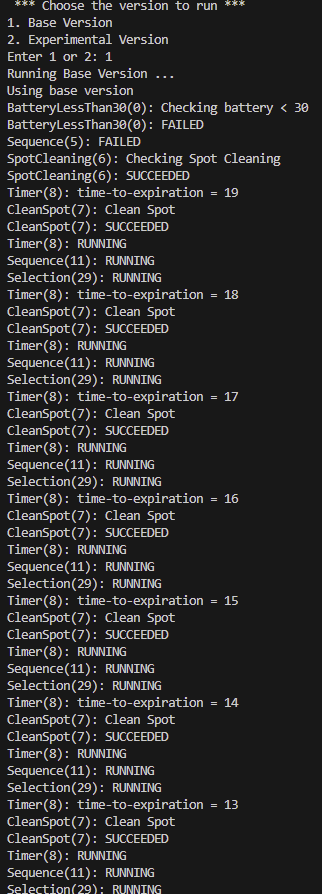 *** Choose the version to run ***
1. Base Version
2. Experimental Version
Enter 1 or 2: 1
Running Base Version ...
Using base version
BatteryLessThan30(0): Checking battery < 30
BatteryLessThan30(0): FAILED
Sequence(5): FAILED
SpotCleaning(6): Checking Spot Cleaning
SpotCleaning(6): SUCCEEDED
Timer(8): time-to-expiration = 19
CleanSpot(7): Clean Spot
CleanSpot(7): SUCCEEDED
Timer(8): RUNNING
Sequence(11): RUNNING
Selection(29): RUNNING
Timer(8): time-to-expiration = 18
CleanSpot(7): Clean Spot
CleanSpot(7): SUCCEEDED
Timer(8): RUNNING
Sequence(11): RUNNING
Selection(29): RUNNING
Timer(8): time-to-expiration = 17
CleanSpot(7): Clean Spot
CleanSpot(7): SUCCEEDED
Timer(8): RUNNING
Sequence(11): RUNNING
Selection(29): RUNNING
Timer(8): time-to-expiration = 16
CleanSpot(7): Clean Spot
CleanSpot(7): SUCCEEDED
Timer(8): RUNNING
Sequence(11): RUNNING
Selection(29): RUNNING
Timer(8): time-to-expiration = 15
CleanSpot(7): Clean Spot
CleanSpot(7): SUCCEEDED
Timer(8): RUNNING
Sequence(11): RUNNING
Selection(29): RUNNING
Timer(8): time-to-expiration = 14
CleanSpot(7): Clean Spot
CleanSpot(7): SUCCEEDED
Timer(8): RUNNING
Sequence(11): RUNNING
Selection(29): RUNNING
Timer(8): time-to-expiration = 13
CleanSpot(7): Clean Spot
CleanSpot(7): SUCCEEDED
Timer(8): RUNNING
Sequence(11): RUNNING
Selection(29): RUNNING